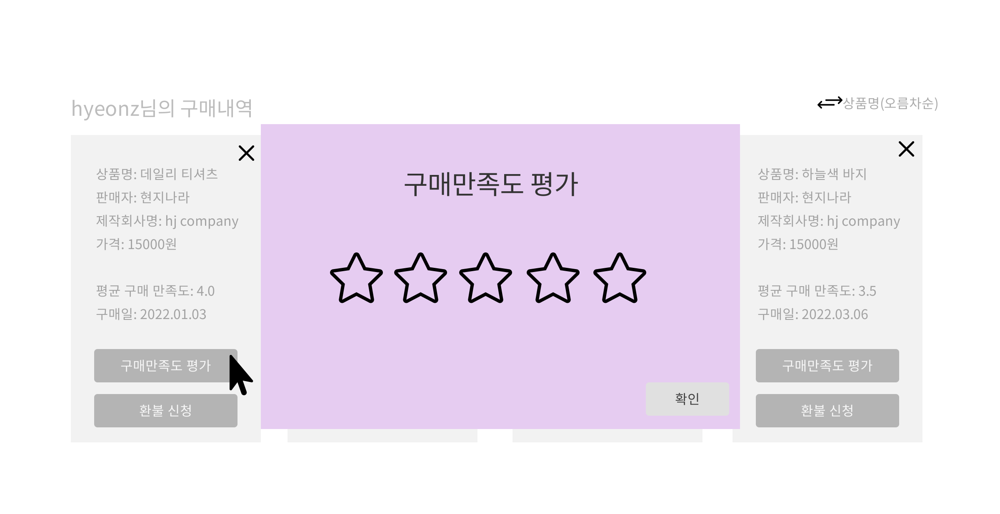 hyeonz님의 구매내역
상품명(오름차순)
상품명: 데일리 티셔츠
판매자: 현지나라
제작회사명: hj company
가격: 15000원
평균 구매 만족도: 4.0
구매일: 2022.01.03
구매만족도 평가
환불 신청
구매만족도 평가
확인
상품명: 하늘색 바지
판매자: 현지나라
제작회사명: hj company
가격: 15000원
평균 구매 만족도: 3.5
구매일: 2022.03.06
구매만족도 평가
환불 신청